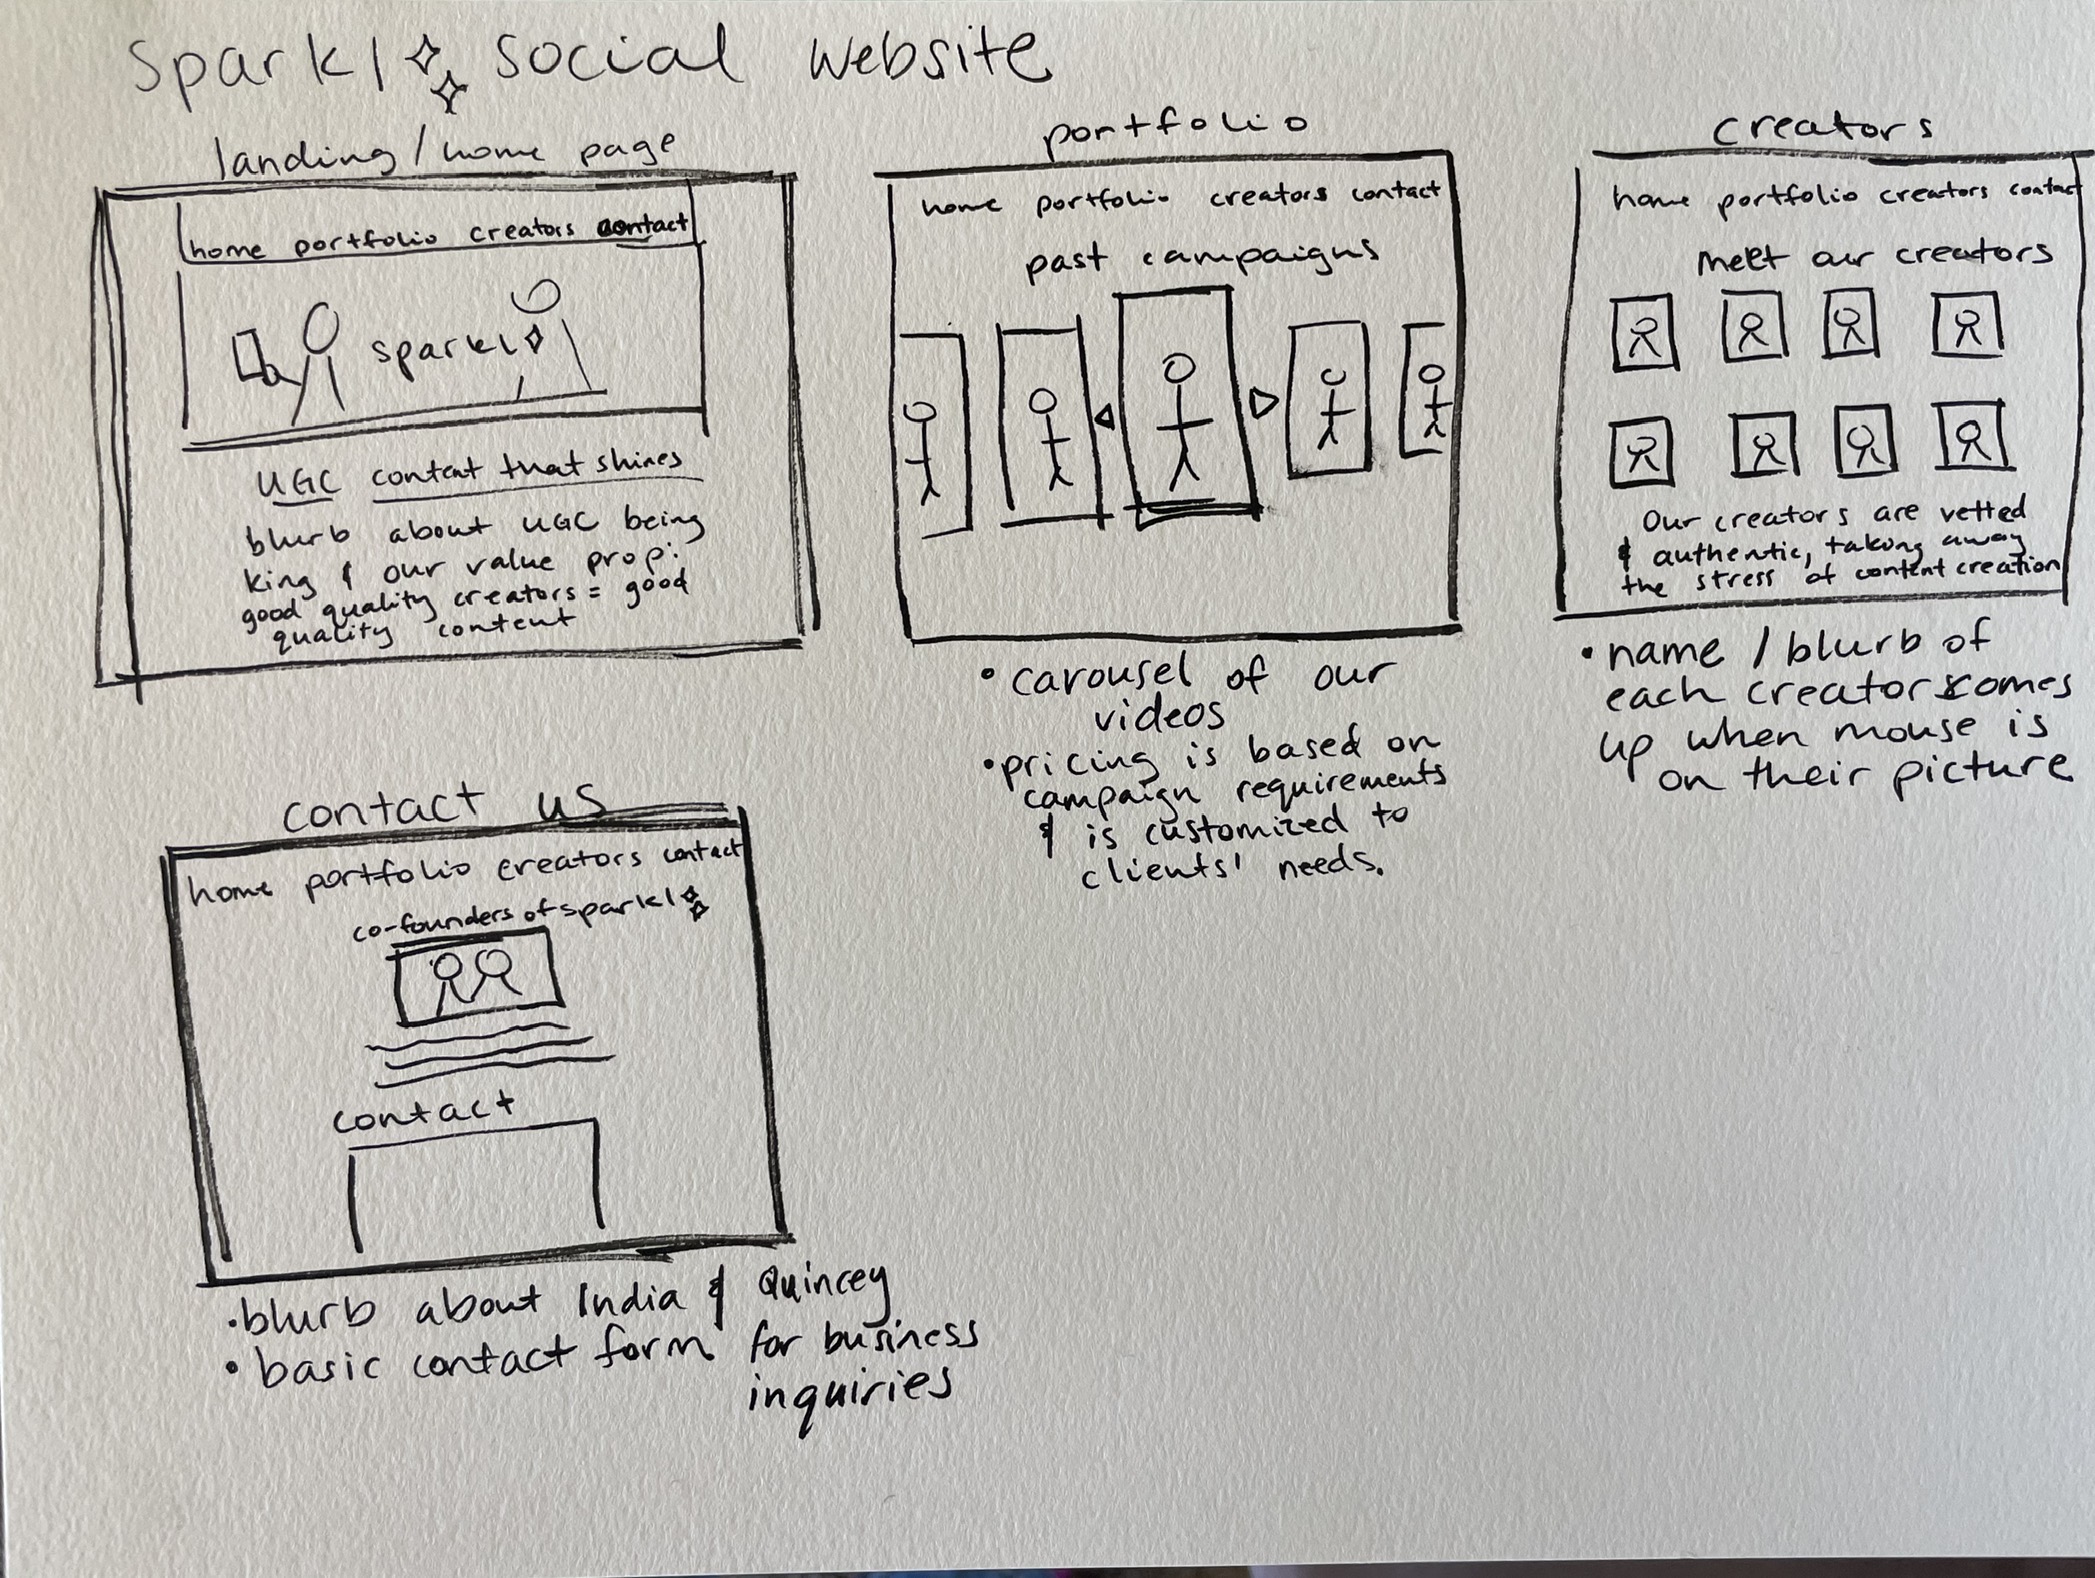 sparkl social website
landing/home page
home portfolio creators contact
sparkl
UGC content that shines
blurb about UGC being
king & our value prop:
good quality creators = good
quality content
portfolio
home portfolio creators contact
past campaigns
• carousel of our
videos
• pricing is based on
campaign requirements
& is customized to
clients' needs.
creators
home portfolio creators contact
meet our creators
Our creators are vetted
& authentic, taking away
the stress of content creation
• name / blurb of
each creator comes
up when mouse is
on their picture
contact us
home portfolio creators contact
co-founders of sparkl
contact
• blurb about India & Quincey
• basic contact form for business
inquiries